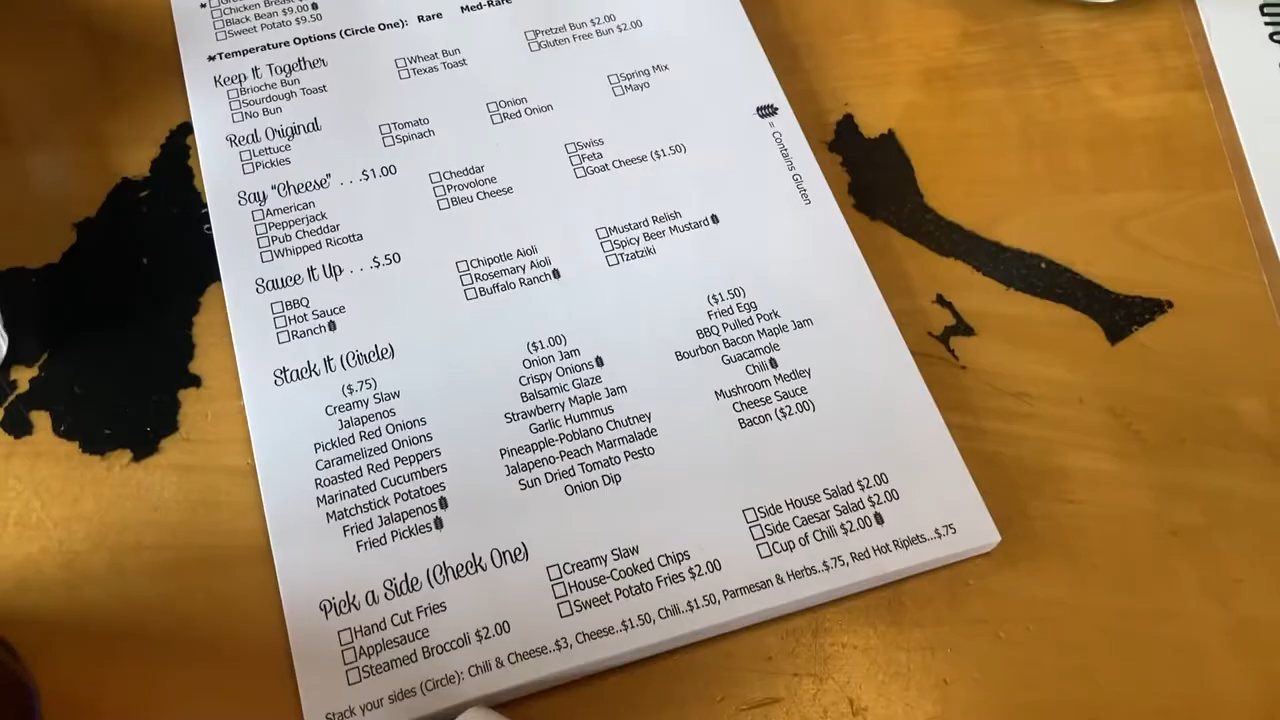 Chicken Breast
Black Bean $9.00
Sweet Potato $9.50
*Temperature Options (Circle One): Rare Med-Rare
Keep It Together
Brioche Bun
Sourdough Toast
No Bun
Wheat Bun
Texas Toast
Pretzel Bun $2.00
Gluten Free Bun $2.00
Real Original
Lettuce
Pickles
Tomato
Spinach
Onion
Red Onion
Spring Mix
Mayo
Say "Cheese" . . .$1.00
American
Pepperjack
Pub Cheddar
Whipped Ricotta
Cheddar
Provolone
Bleu Cheese
Swiss
Feta
Goat Cheese ($1.50)
= Contains Gluten
Sauce It Up . . .$.50
BBQ
Hot Sauce
Ranch
Chipotle Aioli
Rosemary Aioli
Buffalo Ranch
Mustard Relish
Spicy Beer Mustard
Tzatziki
Stack It (Circle)
($.75)
Creamy Slaw
Jalapenos
Pickled Red Onions
Caramelized Onions
Roasted Red Peppers
Marinated Cucumbers
Matchstick Potatoes
Fried Jalapenos
Fried Pickles
($1.00)
Onion Jam
Crispy Onions
Balsamic Glaze
Strawberry Maple Jam
Garlic Hummus
Pineapple-Poblano Chutney
Jalapeno-Peach Marmalade
Sun Dried Tomato Pesto
Onion Dip
($1.50)
Fried Egg
BBQ Pulled Pork
Bourbon Bacon Maple Jam
Guacamole
Chili
Mushroom Medley
Cheese Sauce
Bacon ($2.00)
Pick a Side (Check One)
Hand Cut Fries
Applesauce
Steamed Broccoli $2.00
Creamy Slaw
House-Cooked Chips
Sweet Potato Fries $2.00
Side House Salad $2.00
Side Caesar Salad $2.00
Cup of Chili $2.00
Stack your sides (Circle): Chili & Cheese..$3, Cheese..$1.50, Chili..$1.50, Parmesan & Herbs..$.75, Red Hot Riplets...$.75